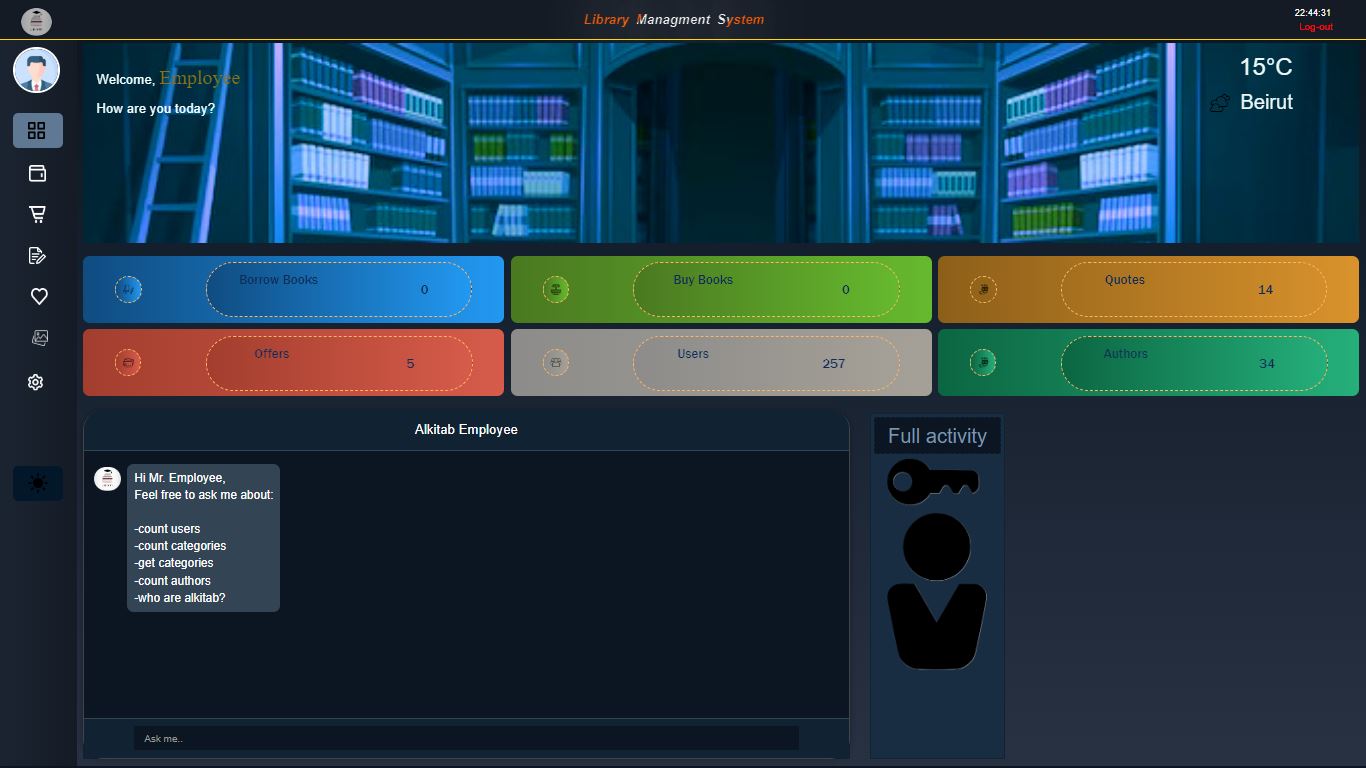 Library Managment System
22:44:31
Log-out
Welcome, Employee
How are you today?
15°C
Beirut
Borrow Books
0
Buy Books
0
Quotes
14
Offers
5
Users
257
Authors
34
Alkitab Employee
Hi Mr. Employee,
Feel free to ask me about:
-count users
-count categories
-get categories
-count authors
-who are alkitab?
Ask me..
Full activity